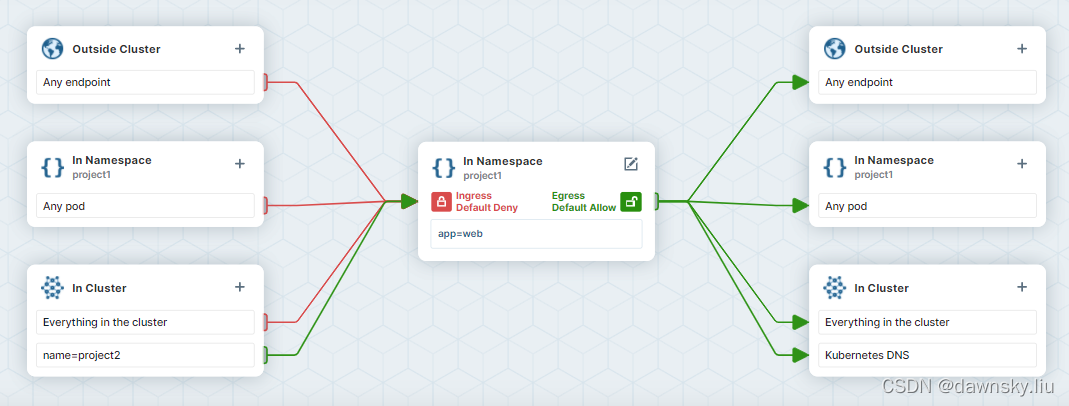 Outside Cluster
Any endpoint
In Namespace
project1
Any pod
In Cluster
Everything in the cluster
name=project2
In Namespace
project1
Ingress
Default Deny
Egress
Default Allow
app=web
Outside Cluster
Any endpoint
In Namespace
project1
Any pod
In Cluster
Everything in the cluster
Kubernetes DNS
CSDN @dawnsky.liu